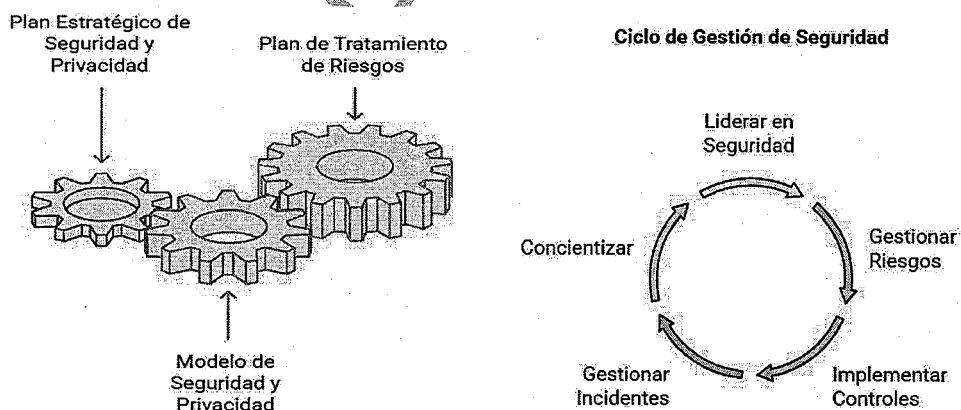 Plan Estratégico de
Seguridad y
Privacidad
Plan de Tratamiento
de Riesgos
Modelo de
Seguridad y
Privacidad
Ciclo de Gestión de Seguridad
Liderar en
Seguridad
Gestionar
Riesgos
Implementar
Controles
Gestionar
Incidentes
Concientizar